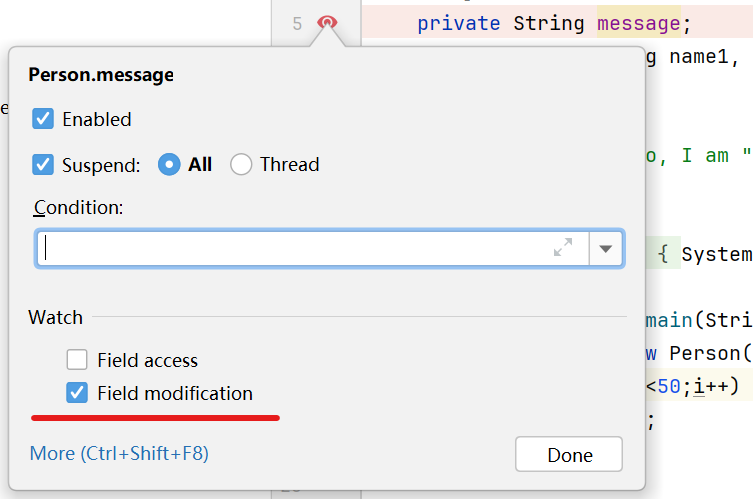 5 private String message;
g name1,
e
Person.message
Enabled
Suspend: All Thread
o, I am "
Condition:
{ System
Watch
main(Stri
w Person(
Field access
<50;i++)
Field modification
;
More (Ctrl+Shift+F8)
Done